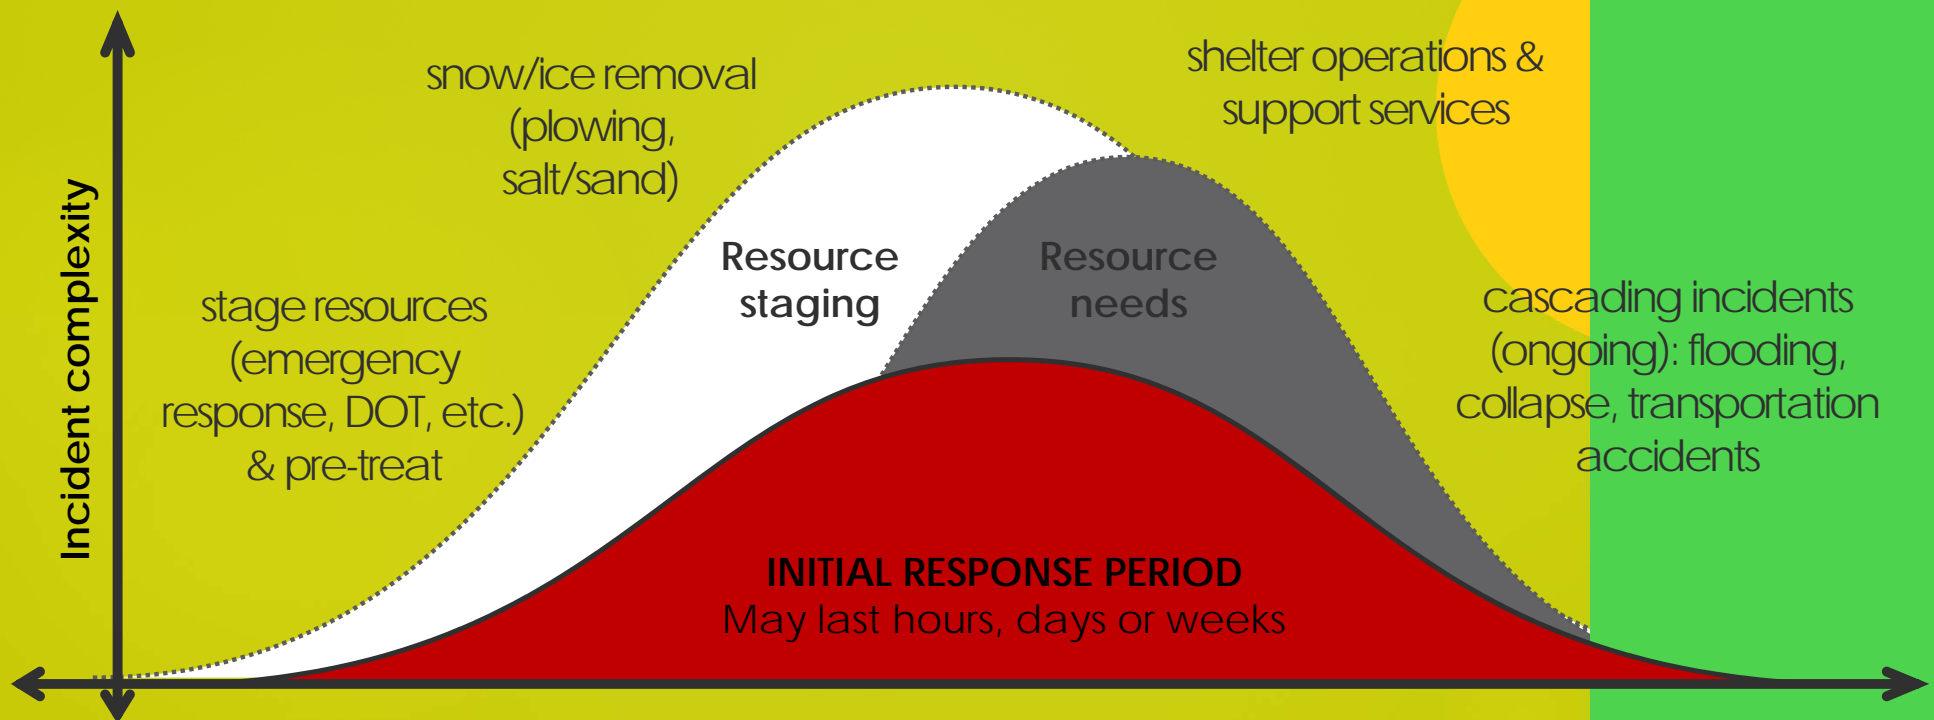 Incident complexity
stage resources
(emergency
response, DOT, etc.)
& pre-treat
snow/ice removal
(plowing,
salt/sand)
Resource
staging
Resource
needs
shelter operations &
support services
cascading incidents
(ongoing): flooding,
collapse, transportation
accidents
INITIAL RESPONSE PERIOD
May last hours, days or weeks